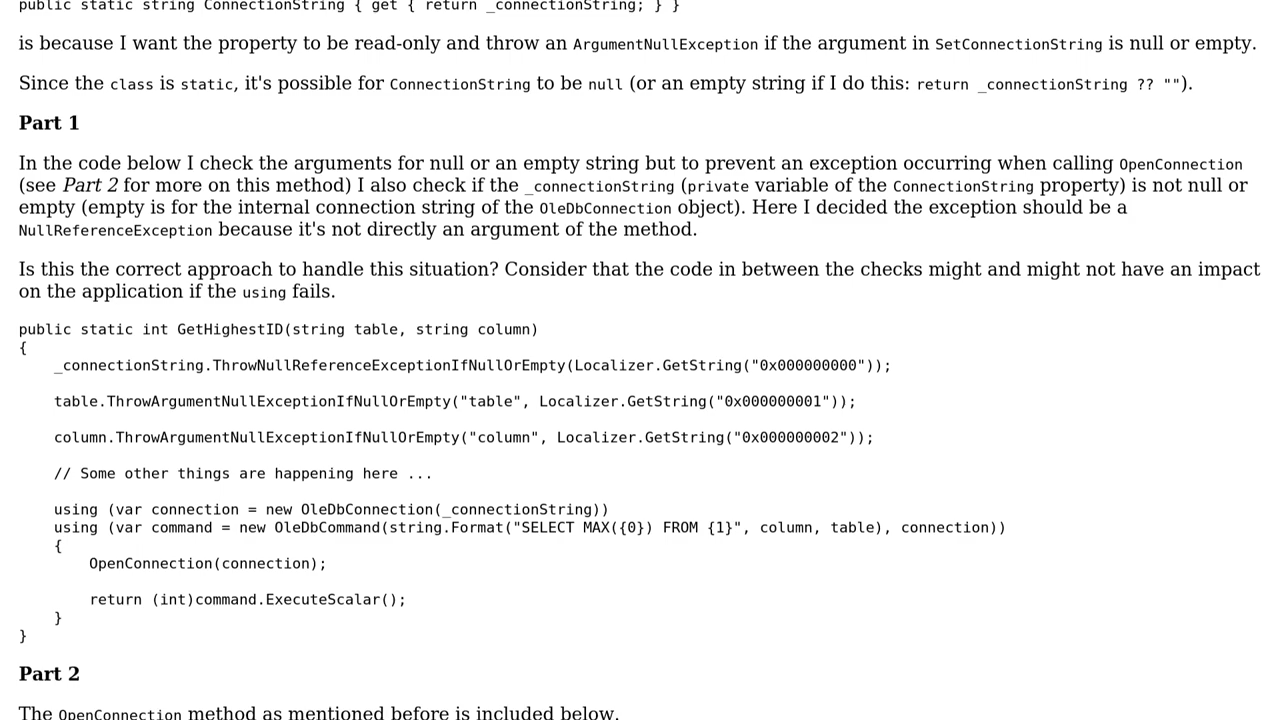 public static string ConnectionString { get { return _connectionString; } }
is because I want the property to be read-only and throw an ArgumentNullException if the argument in SetConnectionString is null or empty.
Since the class is static, it's possible for ConnectionString to be null (or an empty string if I do this: return _connectionString ?? "").
Part 1
In the code below I check the arguments for null or an empty string but to prevent an exception occurring when calling OpenConnection
(see Part 2 for more on this method) I also check if the _connectionString (private variable of the ConnectionString property) is not null or
empty (empty is for the internal connection string of the OleDbConnection object). Here I decided the exception should be a
NullReferenceException because it's not directly an argument of the method.
Is this the correct approach to handle this situation? Consider that the code in between the checks might and might not have an impact
on the application if the using fails.
public static int GetHighestID(string table, string column)
{
    _connectionString.ThrowNullReferenceExceptionIfNullOrEmpty(Localizer.GetString("0x000000000"));
    table.ThrowArgumentNullExceptionIfNullOrEmpty("table", Localizer.GetString("0x000000001"));
    column.ThrowArgumentNullExceptionIfNullOrEmpty("column", Localizer.GetString("0x000000002"));
    // Some other things are happening here ...
    using (var connection = new OleDbConnection(_connectionString))
    using (var command = new OleDbCommand(string.Format("SELECT MAX({0}) FROM {1}", column, table), connection))
    {
        OpenConnection(connection);
        return (int)command.ExecuteScalar();
    }
}
Part 2
The OpenConnection method as mentioned before is included below.